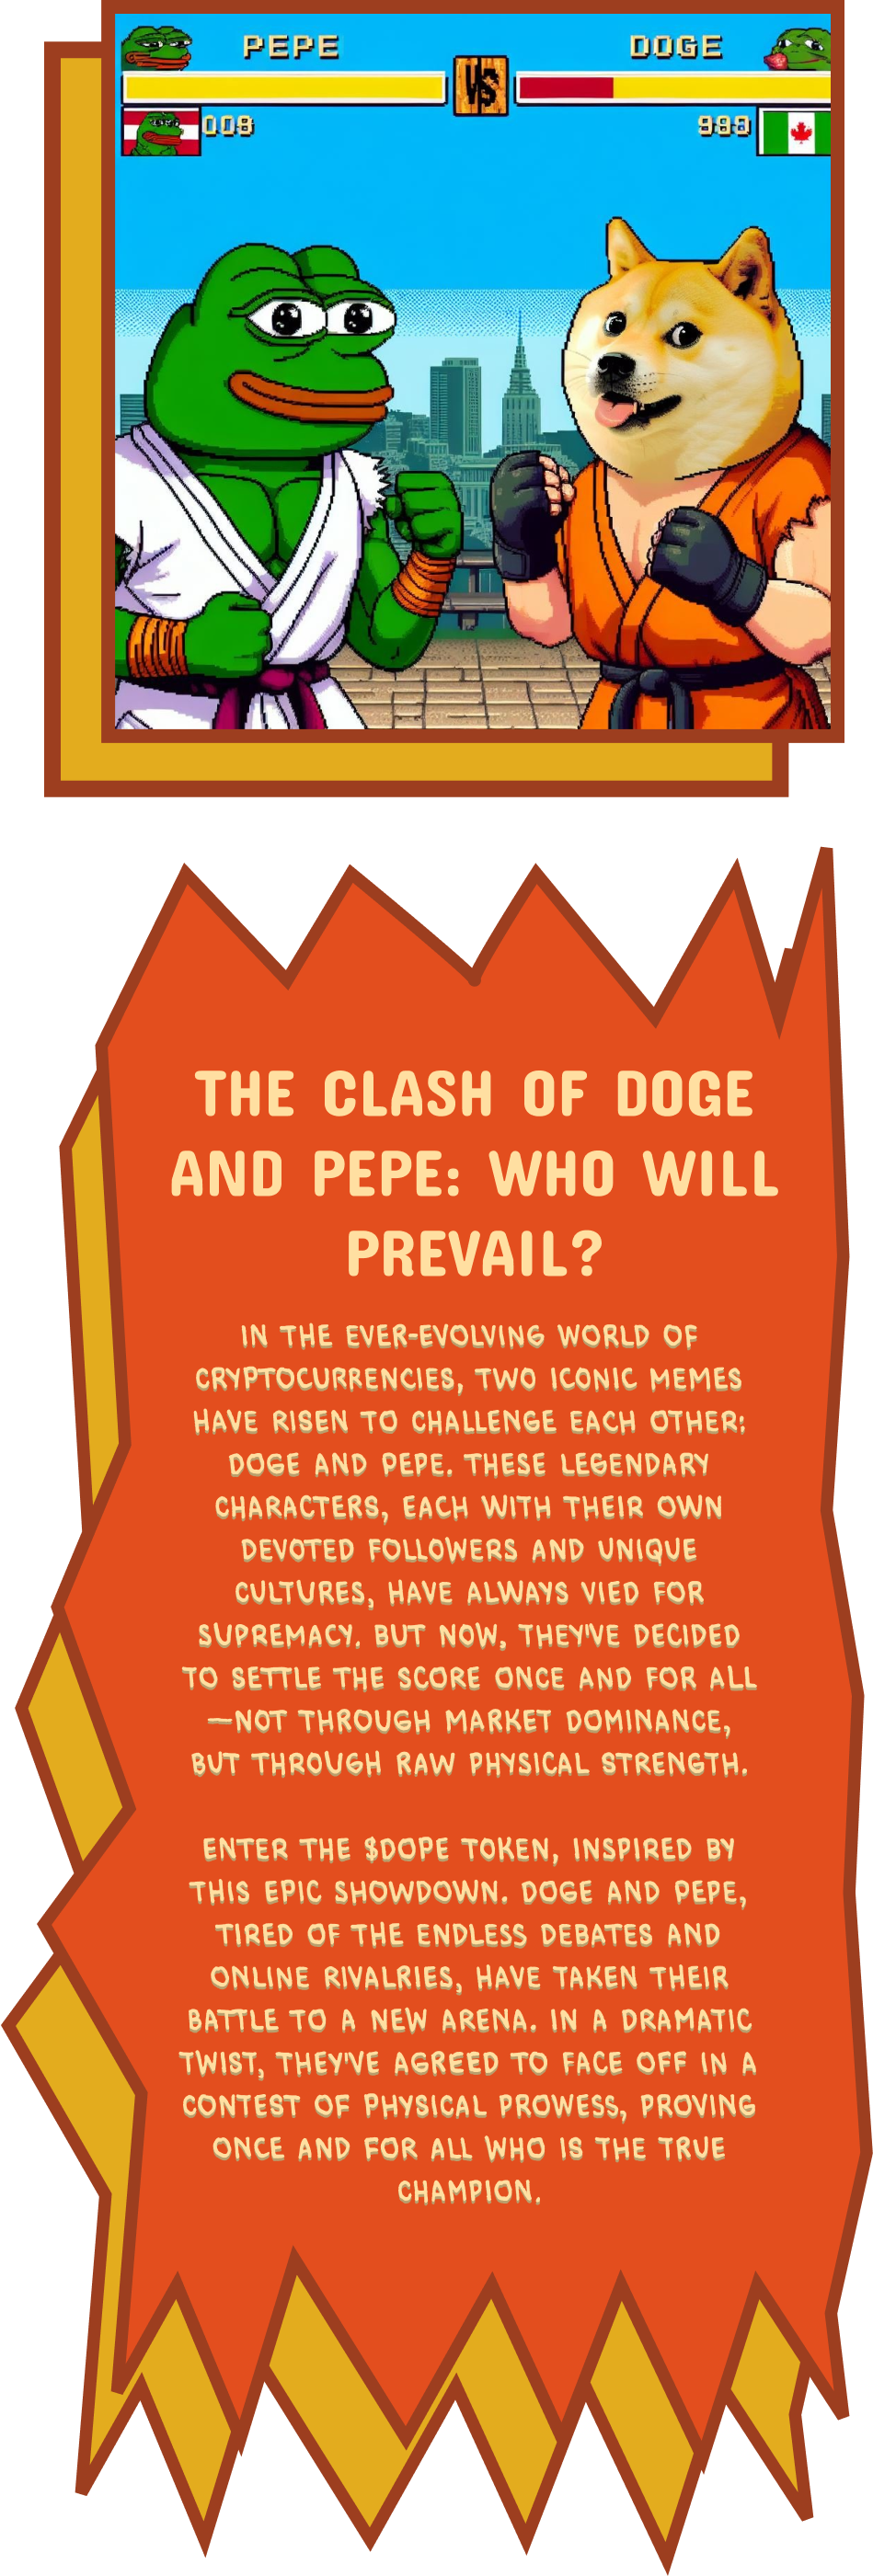 PEPE
VS
DOGE
008
998
THE CLASH OF DOGE
AND PEPE: WHO WILL
PREVAIL?
IN THE EVER-EVOLVING WORLD OF
CRYPTOCURRENCIES, TWO ICONIC MEMES
HAVE RISEN TO CHALLENGE EACH OTHER:
DOGE AND PEPE. THESE LEGENDARY
CHARACTERS, EACH WITH THEIR OWN
DEVOTED FOLLOWERS AND UNIQUE
CULTURES, HAVE ALWAYS VIED FOR
SUPREMACY. BUT NOW, THEY'VE DECIDED
TO SETTLE THE SCORE ONCE AND FOR ALL
—NOT THROUGH MARKET DOMINANCE,
BUT THROUGH RAW PHYSICAL STRENGTH.
ENTER THE $DOPE TOKEN, INSPIRED BY
THIS EPIC SHOWDOWN. DOGE AND PEPE,
TIRED OF THE ENDLESS DEBATES AND
ONLINE RIVALRIES, HAVE TAKEN THEIR
BATTLE TO A NEW ARENA. IN A DRAMATIC
TWIST, THEY'VE AGREED TO FACE OFF IN A
CONTEST OF PHYSICAL PROWESS, PROVING
ONCE AND FOR ALL WHO IS THE TRUE
CHAMPION.